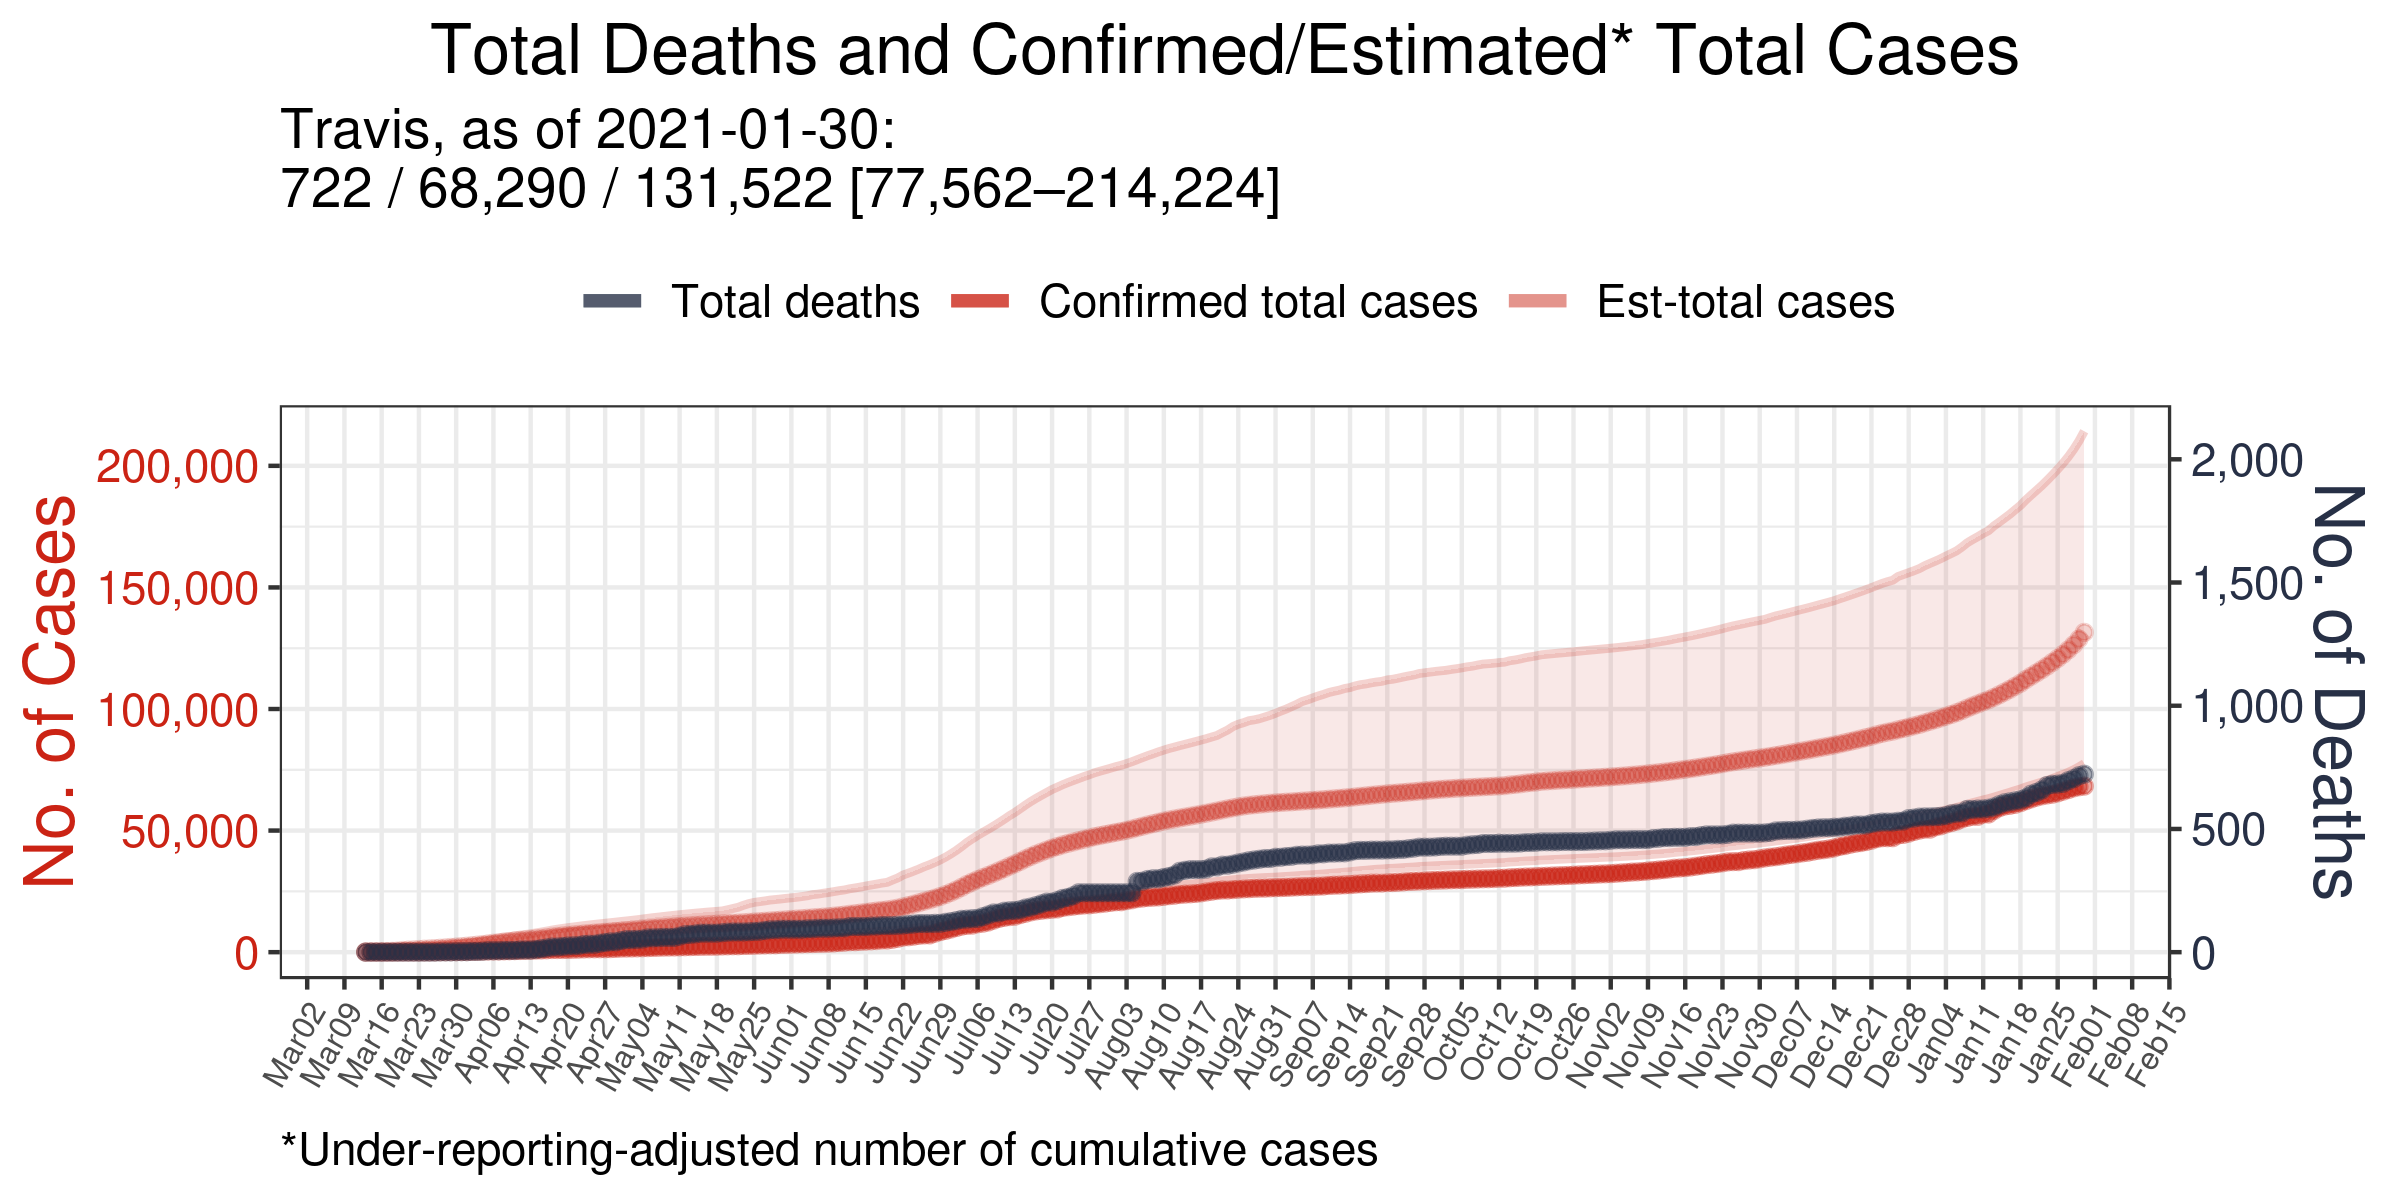 Total Deaths and Confirmed/Estimated* Total Cases
Travis, as of 2021-01-30:
722 / 68,290 / 131,522 [77,562–214,224]
Total deaths
Confirmed total cases
Est-total cases
No. of Cases
200,000
150,000
100,000
50,000
0
2,000
1,500
1,000
500
0
No. of Deaths
Mar02
Mar09
Mar16
Mar23
Mar30
Apr06
Apr13
Apr20
Apr27
May04
May11
May18
May25
Jun01
Jun08
Jun15
Jun22
Jun29
Jul06
Jul13
Jul20
Jul27
Aug03
Aug10
Aug17
Aug24
Aug31
Sep07
Sep14
Sep21
Sep28
Oct05
Oct12
Oct19
Oct26
Nov02
Nov09
Nov16
Nov23
Nov30
Dec07
Dec14
Dec21
Dec28
Jan04
Jan11
Jan18
Jan25
Feb01
Feb08
Feb15
*Under-reporting-adjusted number of cumulative cases